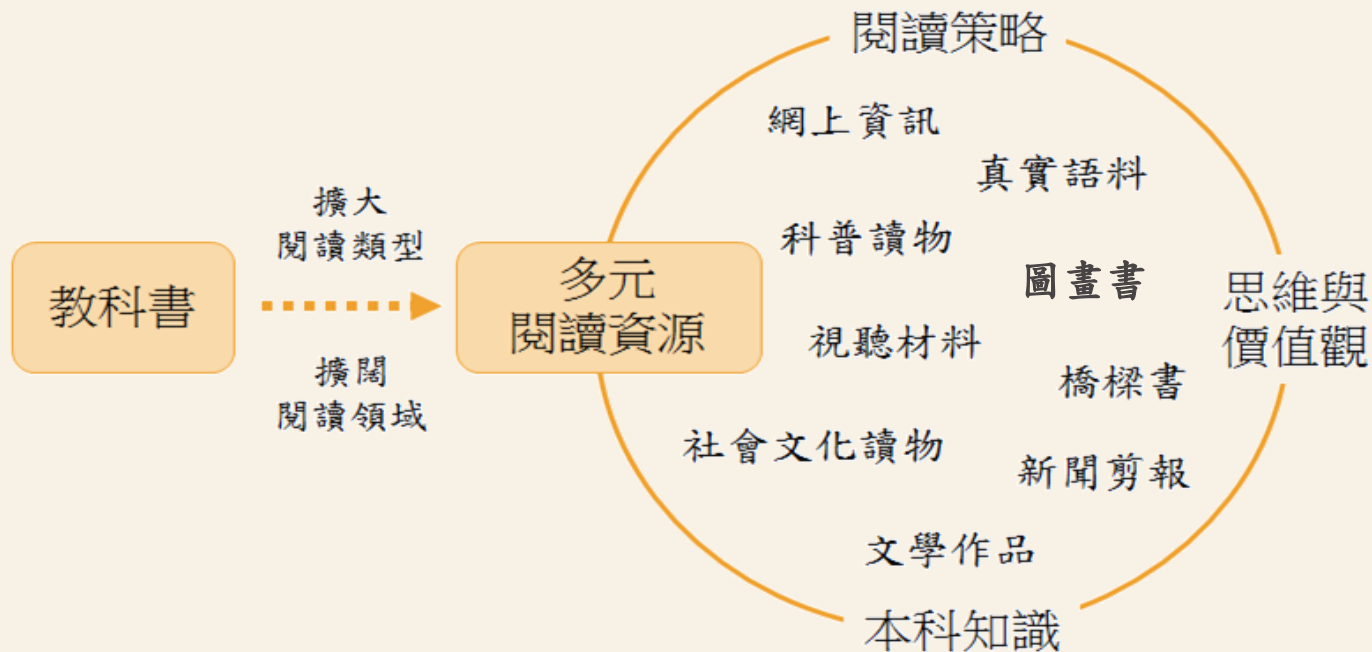 閱讀策略
網上資訊
真實語料
擴大
閱讀類型
科普讀物
教科書
多元
閱讀資源
圖畫書
思維與
價值觀
視聽材料
擴闊
閱讀領域
橋樑書
社會文化讀物
新聞剪報
文學作品
本科知識